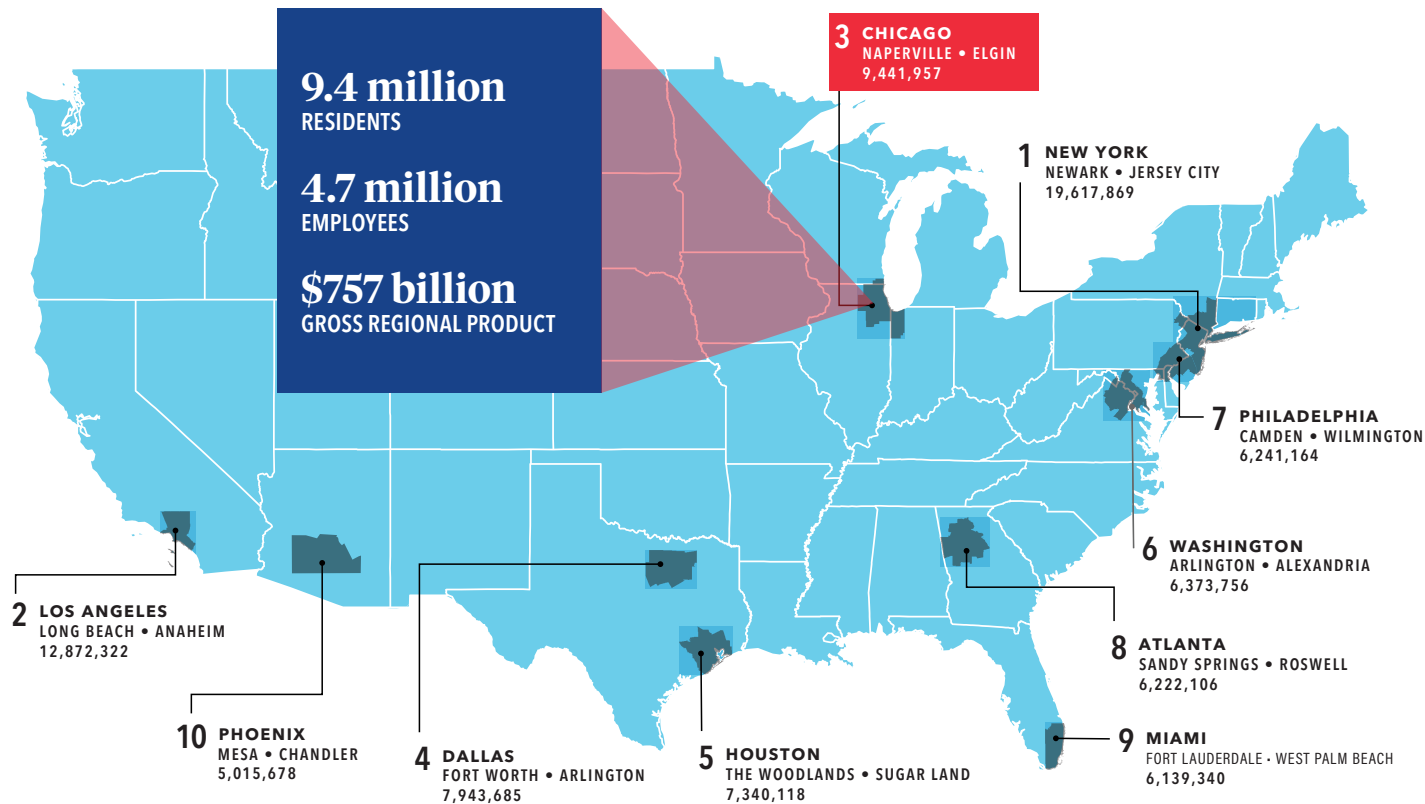 9.4 million
RESIDENTS
4.7 million
EMPLOYEES
$757 billion
GROSS REGIONAL PRODUCT
3 CHICAGO
NAPERVILLE • ELGIN
9,441,957
1 NEW YORK
NEWARK • JERSEY CITY
19,617,869
7 PHILADELPHIA
CAMDEN • WILMINGTON
6,241,164
6 WASHINGTON
ARLINGTON • ALEXANDRIA
6,373,756
2 LOS ANGELES
LONG BEACH • ANAHEIM
12,872,322
8 ATLANTA
SANDY SPRINGS • ROSWELL
6,222,106
10 PHOENIX
MESA • CHANDLER
5,015,678
4 DALLAS
FORT WORTH • ARLINGTON
7,943,685
5 HOUSTON
THE WOODLANDS • SUGAR LAND
7,340,118
9 MIAMI
FORT LAUDERDALE • WEST PALM BEACH
6,139,340